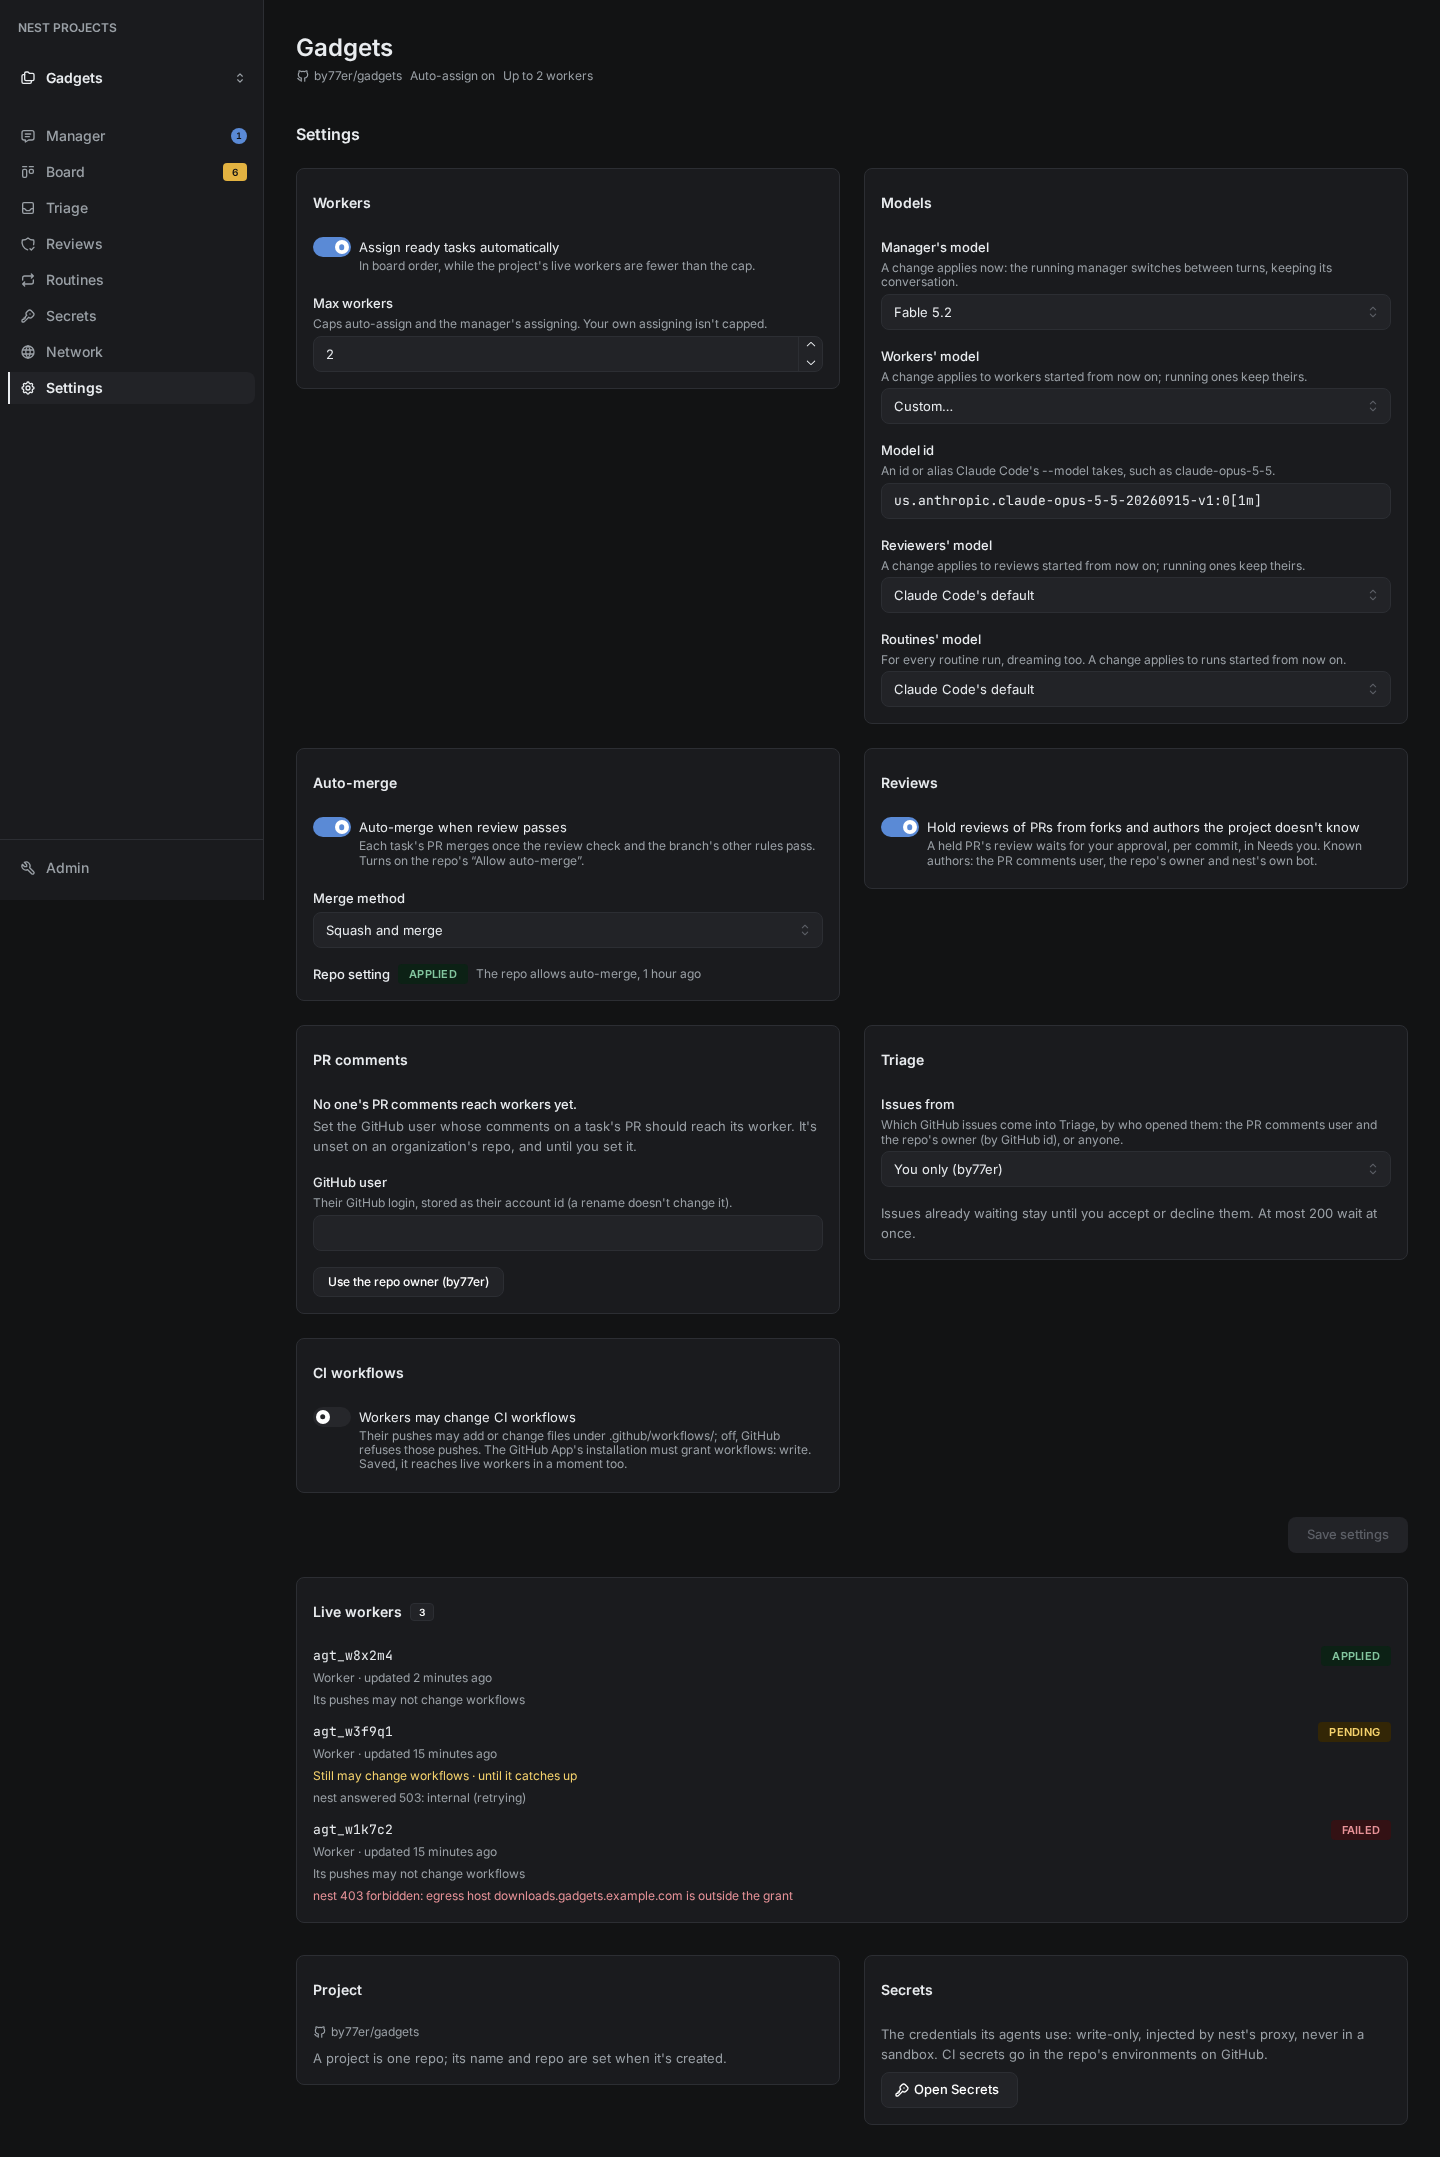 NEST PROJECTS
Gadgets
Manager
1
Board
6
Triage
Reviews
Routines
Secrets
Network
Settings
Admin
Gadgets
by77er/gadgets Auto-assign on Up to 2 workers
Settings
Workers
Assign ready tasks automatically
In board order, while the project's live workers are fewer than the cap.
Max workers
Caps auto-assign and the manager's assigning. Your own assigning isn't capped.
2
Models
Manager's model
A change applies now: the running manager switches between turns, keeping its
conversation.
Fable 5.2
Workers' model
A change applies to workers started from now on; running ones keep theirs.
Custom...
Model id
An id or alias Claude Code's --model takes, such as claude-opus-5-5.
us.anthropic.claude-opus-5-5-20260915-v1:0[1m]
Reviewers' model
A change applies to reviews started from now on; running ones keep theirs.
Claude Code's default
Routines' model
For every routine run, dreaming too. A change applies to runs started from now on.
Claude Code's default
Auto-merge
Auto-merge when review passes
Each task's PR merges once the review check and the branch's other rules pass.
Turns on the repo's “Allow auto-merge”.
Merge method
Squash and merge
Repo setting APPLIED The repo allows auto-merge, 1 hour ago
Reviews
Hold reviews of PRs from forks and authors the project doesn't know
A held PR's review waits for your approval, per commit, in Needs you. Known
authors: the PR comments user, the repo's owner and nest's own bot.
PR comments
No one's PR comments reach workers yet.
Set the GitHub user whose comments on a task's PR should reach its worker. It's
unset on an organization's repo, and until you set it.
GitHub user
Their GitHub login, stored as their account id (a rename doesn't change it).
Use the repo owner (by77er)
Triage
Issues from
Which GitHub issues come into Triage, by who opened them: the PR comments user and
the repo's owner (by GitHub id), or anyone.
You only (by77er)
Issues already waiting stay until you accept or decline them. At most 200 wait at
once.
CI workflows
Workers may change CI workflows
Their pushes may add or change files under .github/workflows/; off, GitHub
refuses those pushes. The GitHub App's installation must grant workflows: write.
Saved, it reaches live workers in a moment too.
Save settings
Live workers 3
agt_w8x2m4
APPLIED
Worker · updated 2 minutes ago
Its pushes may not change workflows
agt_w3f9q1
PENDING
Worker · updated 15 minutes ago
Still may change workflows · until it catches up
nest answered 503: internal (retrying)
agt_w1k7c2
FAILED
Worker · updated 15 minutes ago
Its pushes may not change workflows
nest 403 forbidden: egress host downloads.gadgets.example.com is outside the grant
Project
by77er/gadgets
A project is one repo; its name and repo are set when it's created.
Secrets
The credentials its agents use: write-only, injected by nest's proxy, never in a
sandbox. CI secrets go in the repo's environments on GitHub.
Open Secrets